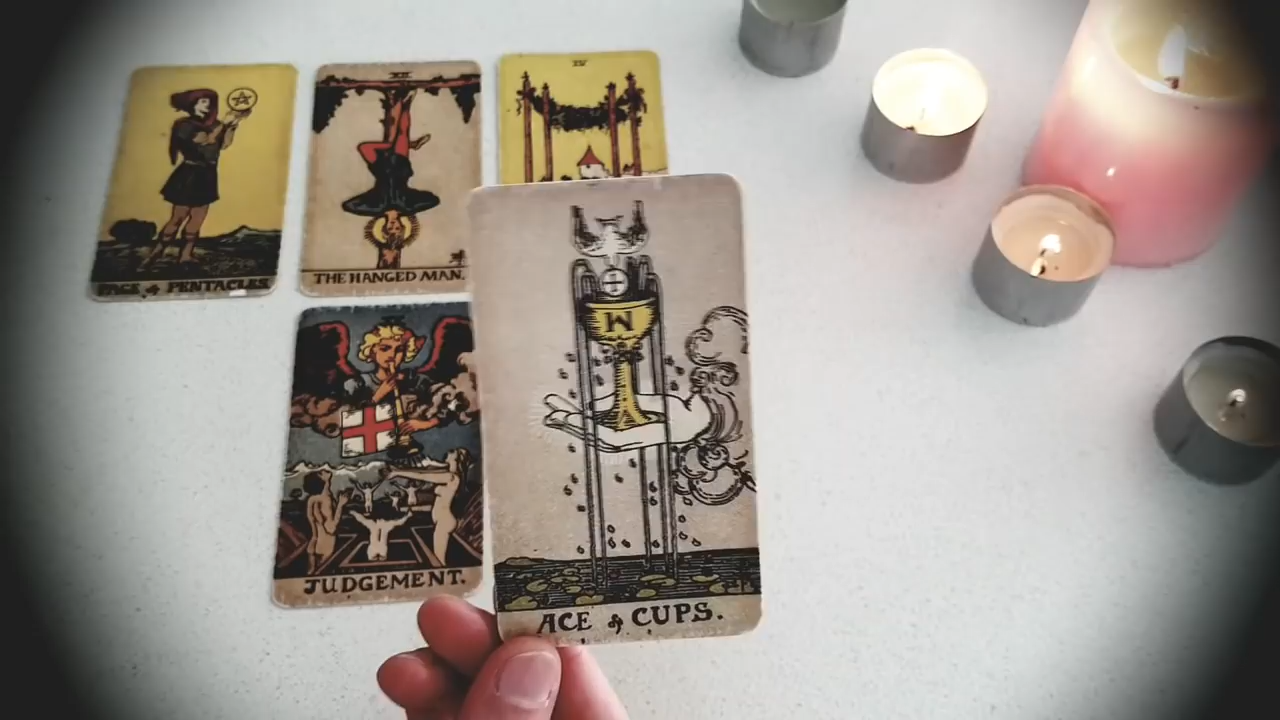 XII
IV
PAGE of PENTACLES.
THE HANGED MAN.
W
JUDGEMENT.
ACE of CUPS.